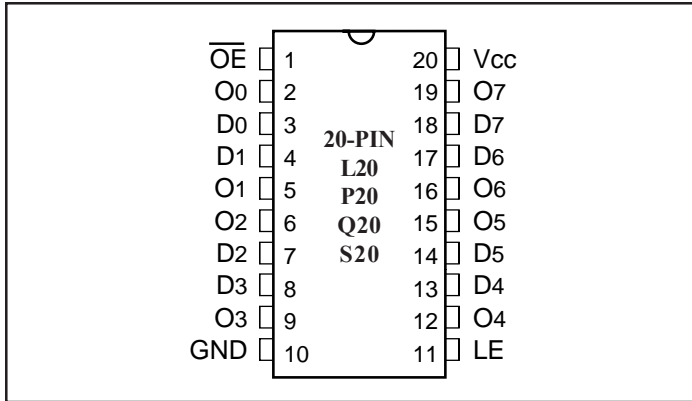 O̅E̅ 1 20 Vcc
O0 2 19 O7
D0 3 18 D7
20-PIN
D1 4 17 D6
L20
O1 5 16 O6
P20
O2 6 15 O5
Q20
D2 7 14 D5
S20
D3 8 13 D4
O3 9 12 O4
GND 10 11 LE